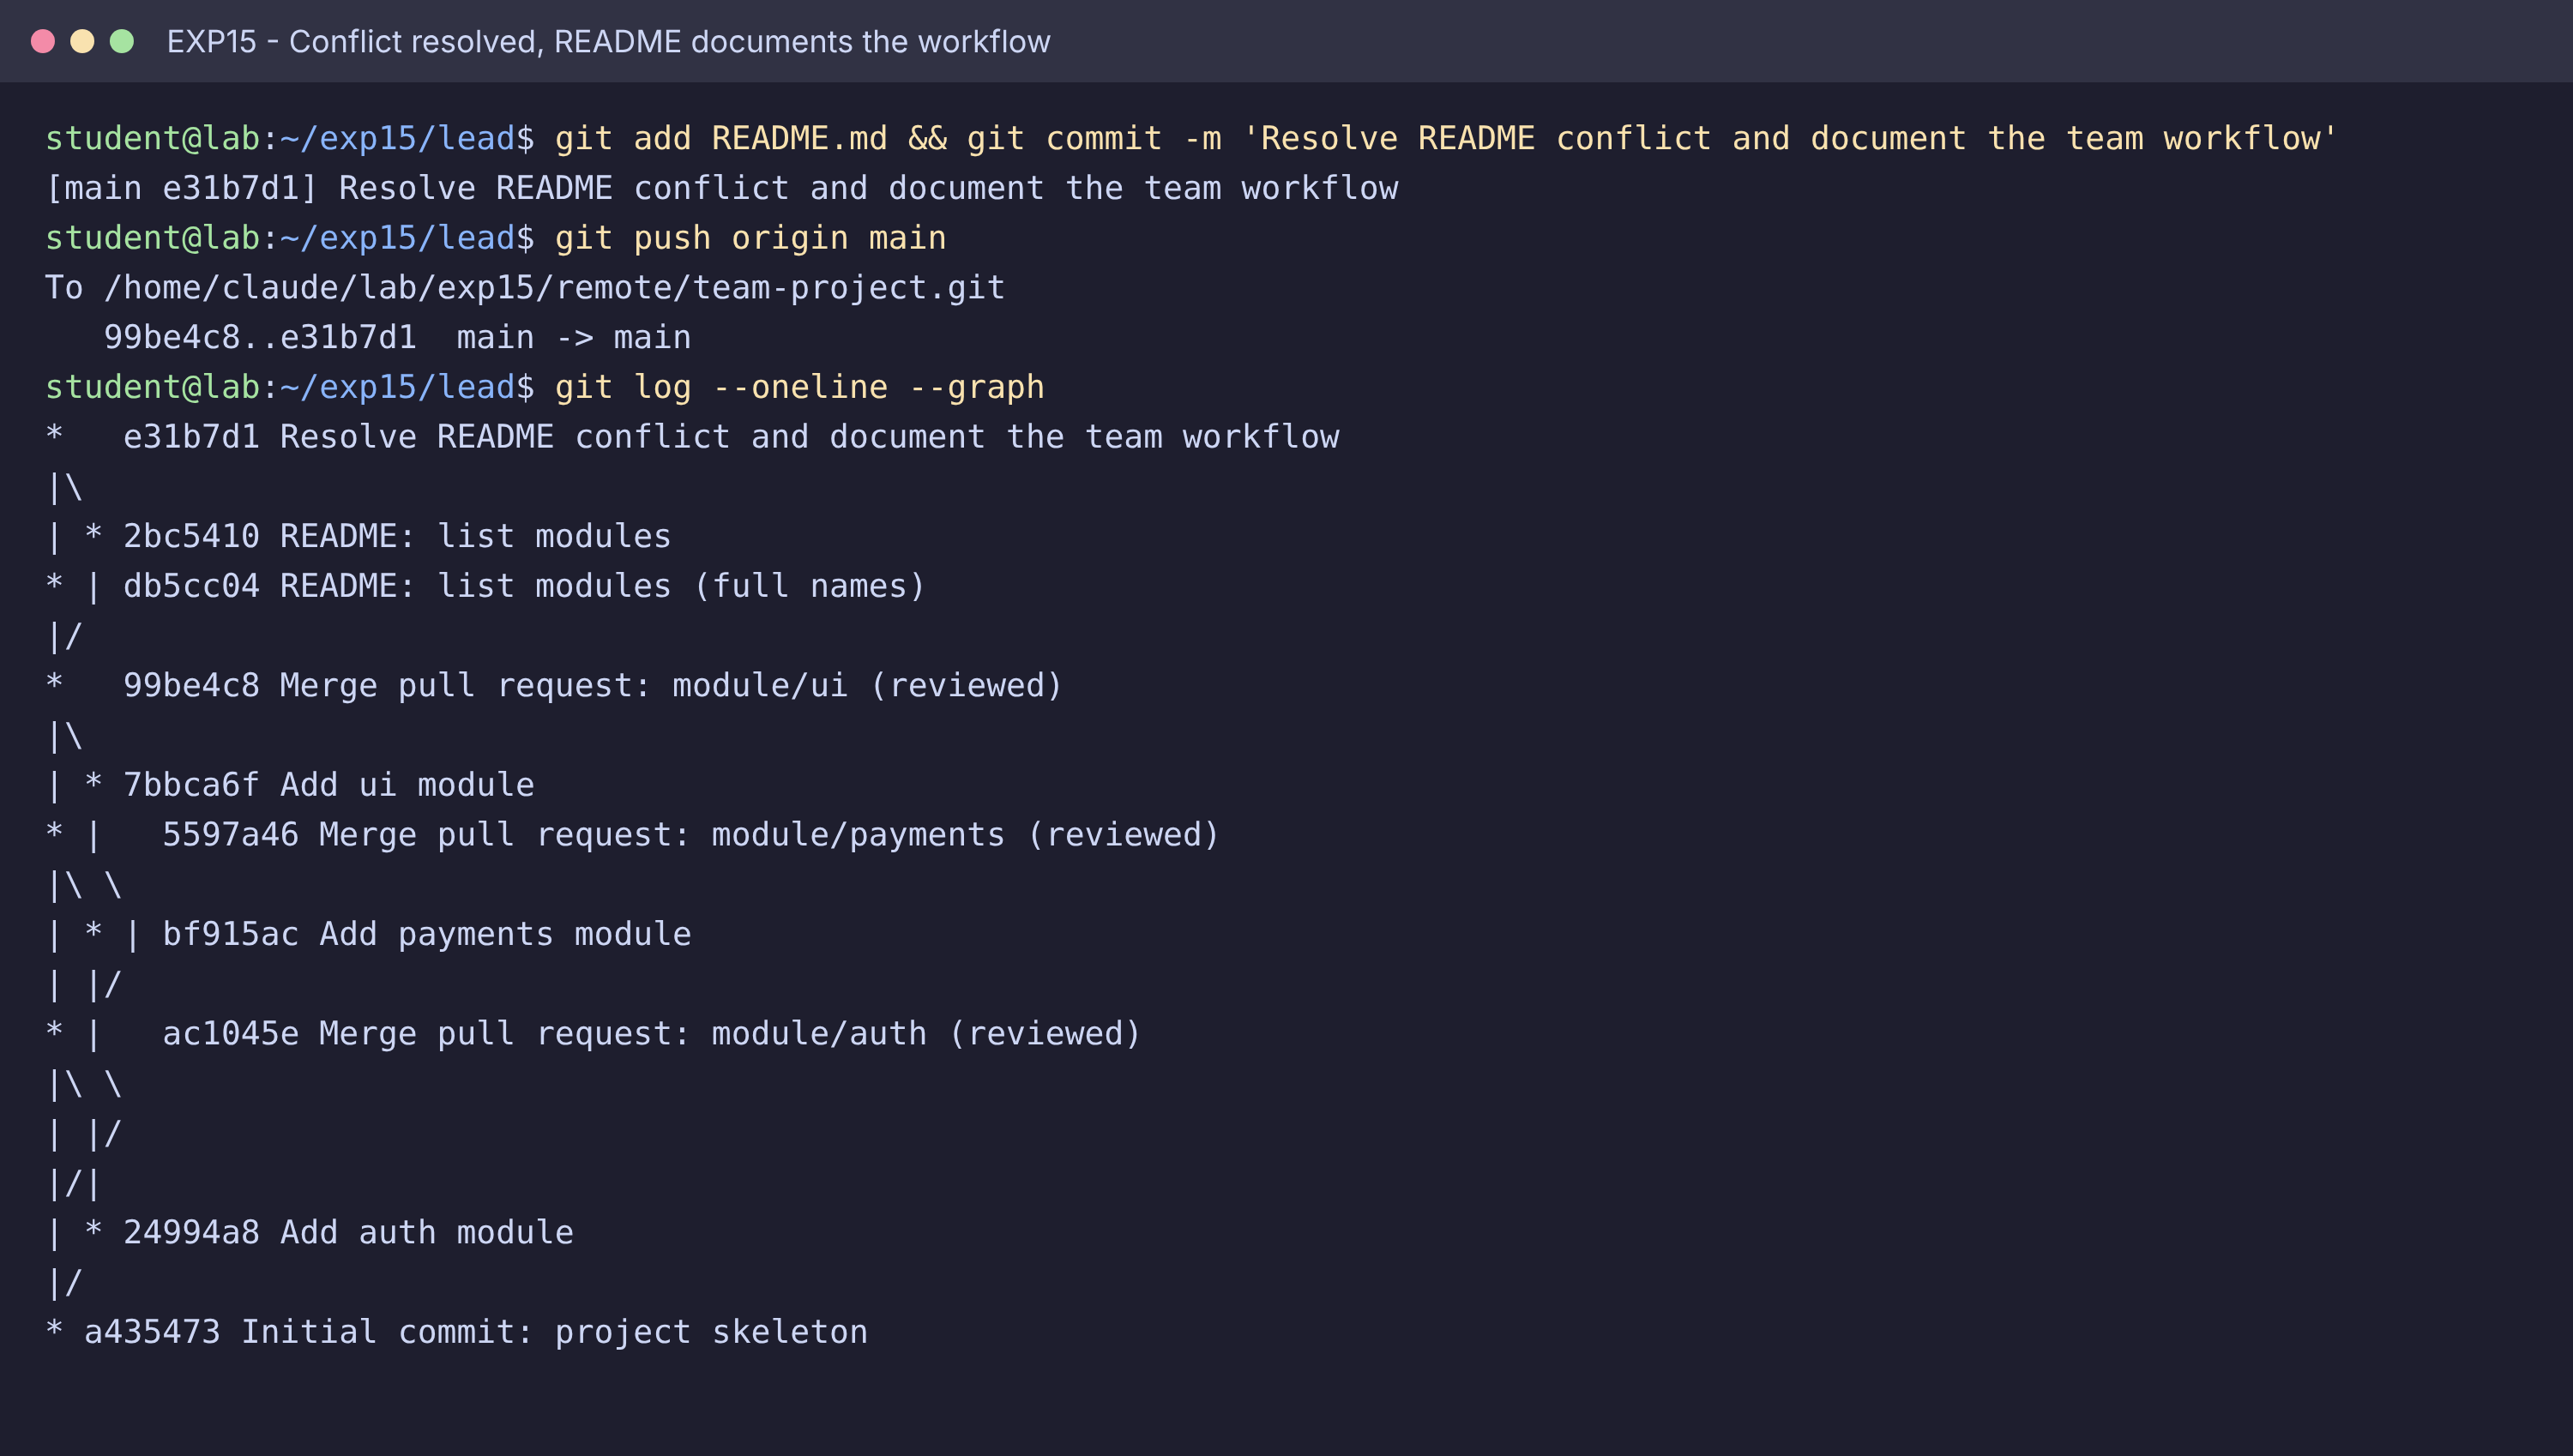 EXP15 - Conflict resolved, README documents the workflow
student@lab:~/exp15/lead$ git add README.md && git commit -m 'Resolve README conflict and document the team workflow'
[main e31b7d1] Resolve README conflict and document the team workflow
student@lab:~/exp15/lead$ git push origin main
To /home/claude/lab/exp15/remote/team-project.git
   99be4c8..e31b7d1  main -> main
student@lab:~/exp15/lead$ git log --oneline --graph
*   e31b7d1 Resolve README conflict and document the team workflow
|\
| * 2bc5410 README: list modules
* | db5cc04 README: list modules (full names)
|/
*   99be4c8 Merge pull request: module/ui (reviewed)
|\
| * 7bbca6f Add ui module
* |   5597a46 Merge pull request: module/payments (reviewed)
|\ \
| * | bf915ac Add payments module
| |/
* |   ac1045e Merge pull request: module/auth (reviewed)
|\ \
| |/
|/|
| * 24994a8 Add auth module
|/
* a435473 Initial commit: project skeleton